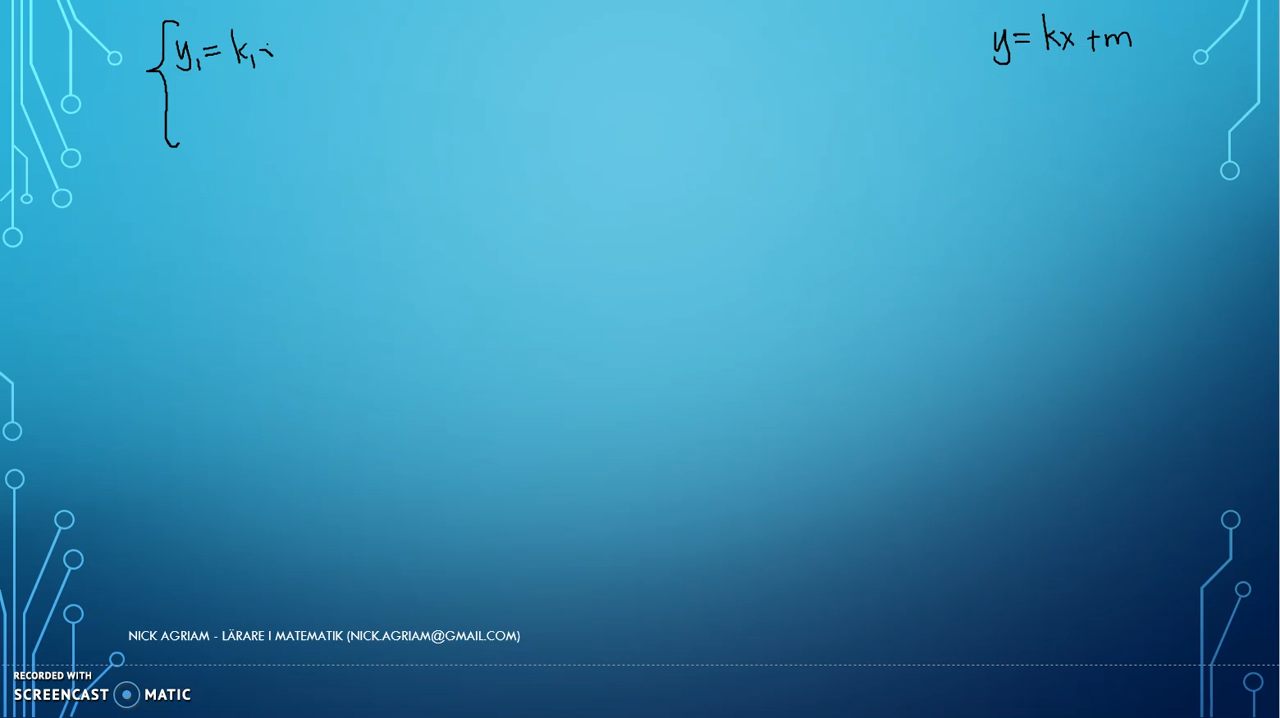 y₁ = k₁
y = kx + m
NICK AGRIAM - LÄRARE I MATEMATIK (NICK.AGRIAM@GMAIL.COM)
RECORDED WITH
SCREENCAST MATIC